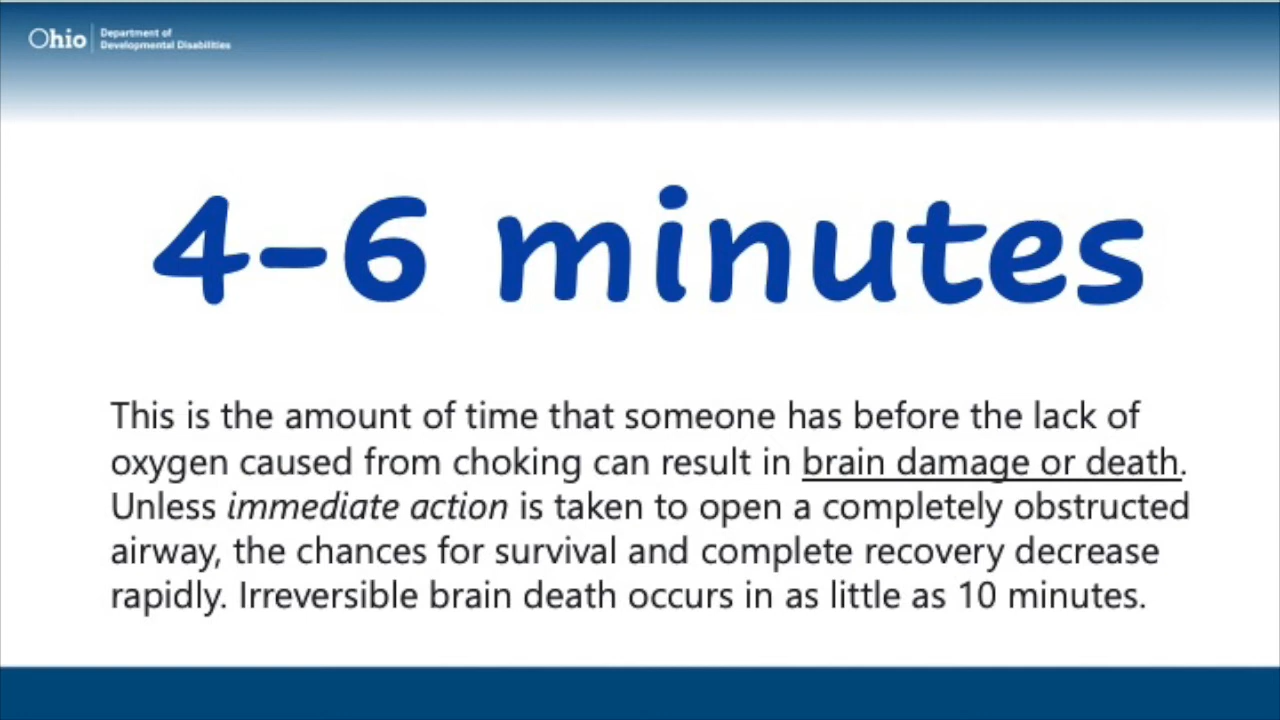 Ohio
Department of
Developmental Disabilities
4-6 minutes
This is the amount of time that someone has before the lack of
oxygen caused from choking can result in brain damage or death.
Unless immediate action is taken to open a completely obstructed
airway, the chances for survival and complete recovery decrease
rapidly. Irreversible brain death occurs in as little as 10 minutes.